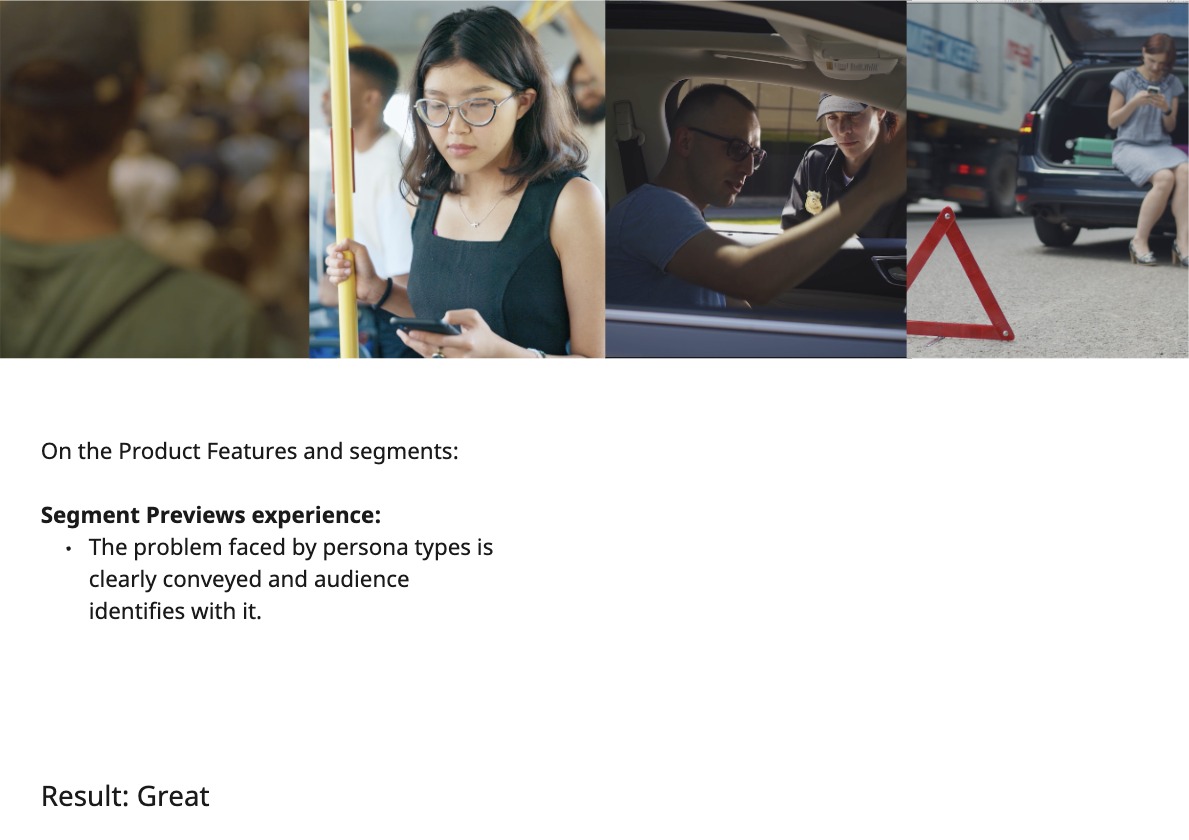 On the Product Features and segments:
Segment Previews experience:
• The problem faced by persona types is
clearly conveyed and audience
identifies with it.
Result: Great